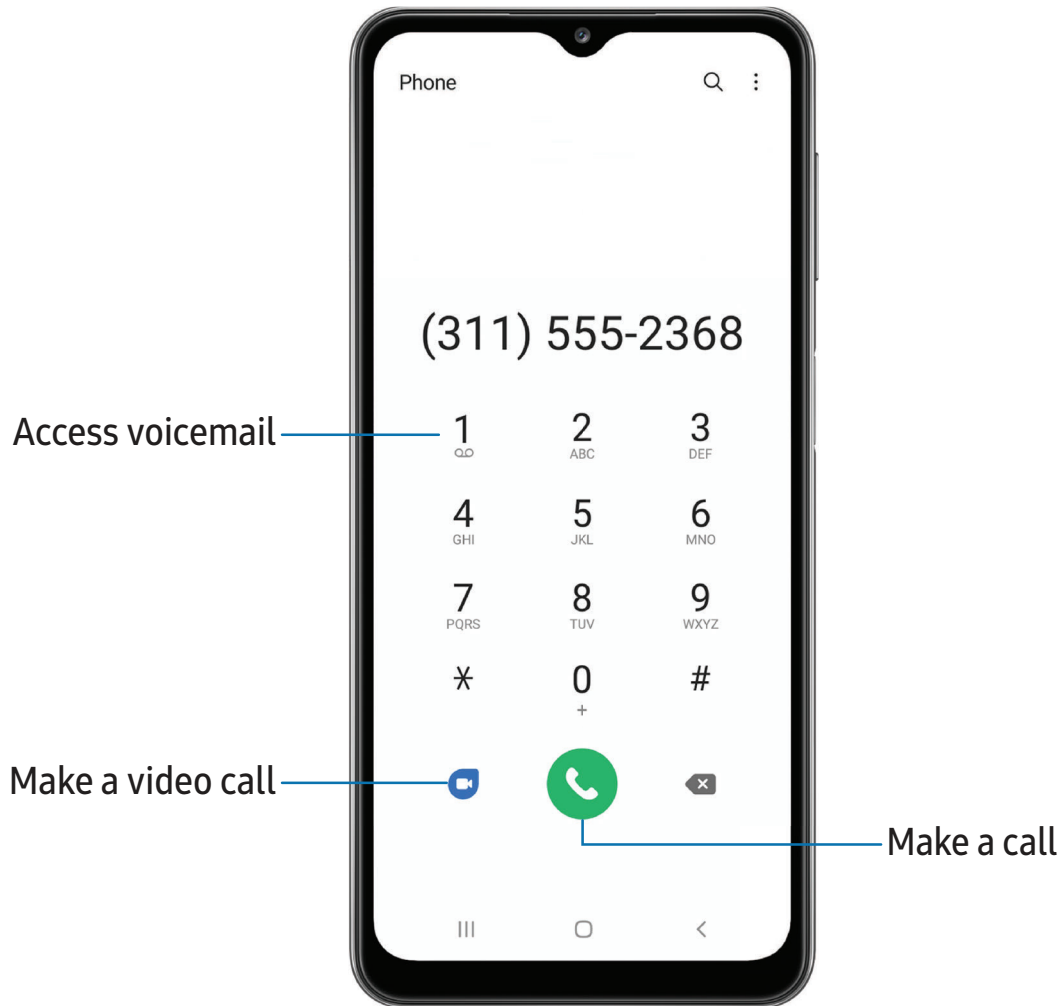 Phone
(311) 555-2368
Access voicemail
1 2 3
ABC DEF
4 5 6
GHI JKL MNO
7 8 9
PQRS TUV WXYZ
* 0 #
+
Make a video call
Make a call